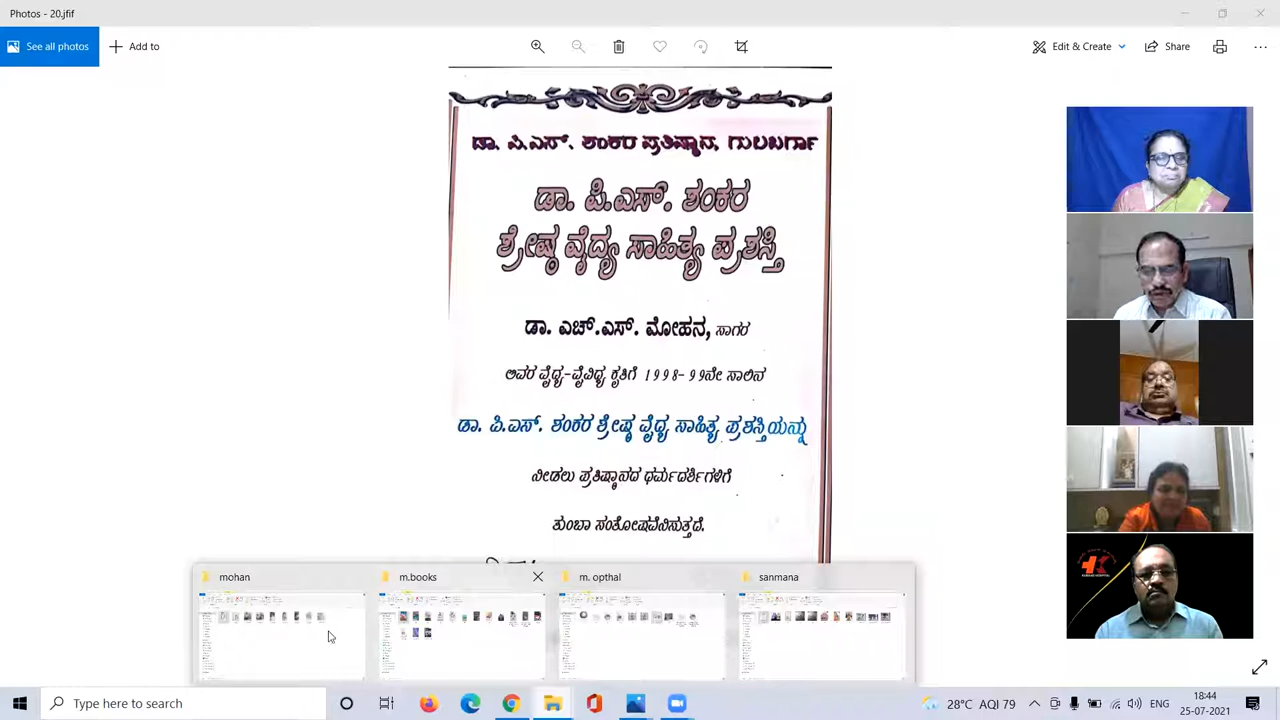 Photos - 20.jfif
See all photos
Add to
Edit & Create
Share
ಡಾ. ಪಿ.ಎಸ್. ಶಂಕರ ಪ್ರತಿಷ್ಠಾನ, ಗುಲಬರ್ಗಾ
ಡಾ. ಪಿ.ಎಸ್. ಶಂಕರ
ಶ್ರೇಷ್ಠ ವೈದ್ಯ ಸಾಹಿತ್ಯ ಪ್ರಶಸ್ತಿ
ಡಾ. ಎಚ್.ಎಸ್. ಮೋಹನ, ಸಾಗರ
ಅವರ ವೈದ್ಯ-ವೈವಿಧ್ಯ ಕೃತಿಗೆ 1998-99ನೇ ಸಾಲಿನ
ಡಾ. ಪಿ.ಎಸ್. ಶಂಕರ ಶ್ರೇಷ್ಠ ವೈದ್ಯ ಸಾಹಿತ್ಯ ಪ್ರಶಸ್ತಿಯನ್ನು
ನೀಡಲು ಪ್ರತಿಷ್ಠಾನದ ಧರ್ಮದರ್ಶಿಗಳಿಗೆ
ತುಂಬಾ ಸಂತೋಷವೆನಿಸುತ್ತದೆ.
KAMAKSI HOSPITAL
mohan
m.books
m. opthal
sanmana
Type here to search
28°C AQI 79
ENG
18:44
25-07-2021